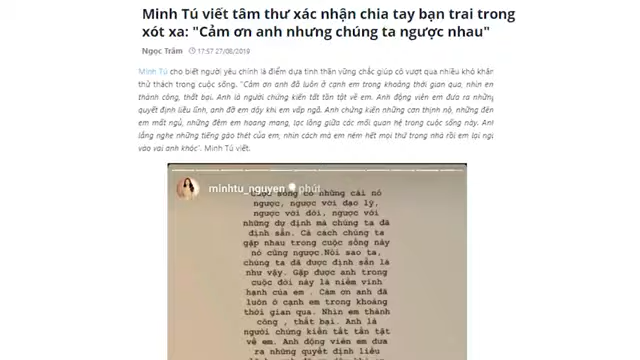 Minh Tú viết tâm thư xác nhận chia tay bạn trai trong
xót xa: "Cảm ơn anh nhưng chúng ta ngược nhau"
Ngọc Trâm 17:57 27/08/2019
Minh Tú cho biết người yêu chính là điểm dựa tinh thần vững chắc giúp cô vượt qua nhiều khó khăn
thử thách trong cuộc sống. "Cảm ơn anh đã luôn ở cạnh em trong khoảng thời gian qua, nhìn em
thành công, thất bại. Anh là người chứng kiến tất tần tật về em. Anh động viên em đưa ra những
quyết định liều lĩnh, anh đỡ em dậy khi em vấp ngã. Anh chứng kiến những cơn thịnh nộ, những đêm
em mất ngủ, những đêm em hoang mang, lạc lõng giữa các mối quan hệ trong cuộc sống này. Anh
lắng nghe những tiếng gào thét của em, nhìn cách mà em ném hết mọi thứ trong nhà rồi em lại ngụ
vào vai anh khóc". Minh Tú viết.
minhtu_nguyen phút
Cuộc sống có những cái nó
ngược, ngược với đạo lý,
ngược với đời, ngược với
những dự định mà chúng ta đã
định sẵn. Cả cách chúng ta
gặp nhau trong cuộc sống này
nó cũng ngược.Nói sao ta,
chúng ta đã được định sẵn là
như vậy. Gặp được anh trong
cuộc đời này là niềm vinh
hạnh của em . Cảm ơn anh đã
luôn ở cạnh em trong khoảng
thời gian qua. Nhìn em thành
công , thất bại. Anh là
người chứng kiến tất tần tật
về em. Anh động viên em đưa
ra những quyết định liều